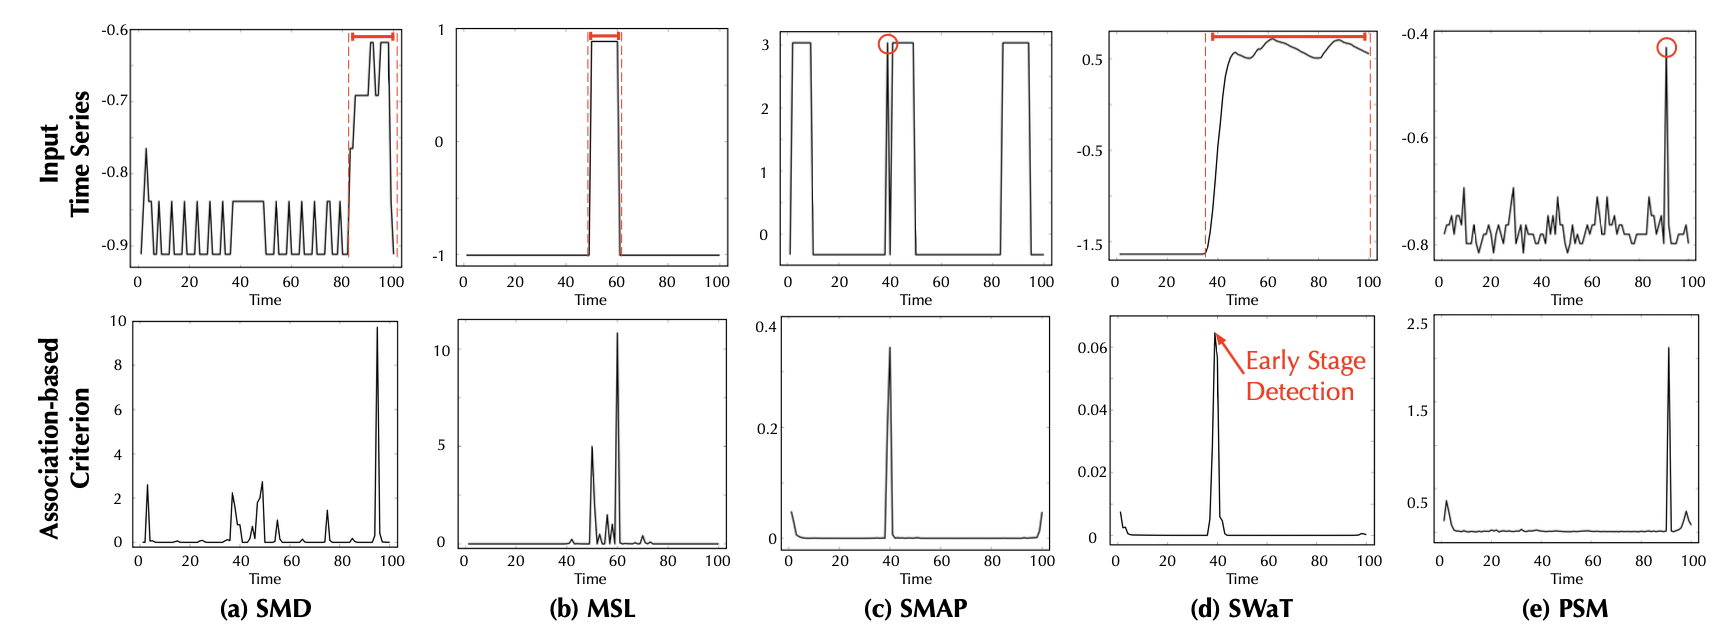 Input
Time Series
-0.6
-0.7
-0.8
-0.9
0 20 40 60 80 100
Time
1
0
-1
0 20 40 60 80 100
Time
3
2
1
0
0 20 40 60 80 100
Time
0.5
-0.5
-1.5
0 20 40 60 80 100
Time
-0.4
-0.6
-0.8
0 20 40 60 80 100
Time
Association-based
Criterion
10
8
6
4
2
0
0 20 40 60 80 100
Time
10
5
0
0 20 40 60 80 100
Time
0.4
0.2
0
0 20 40 60 80 100
Time
0.06
0.04
0.02
0
Early Stage
Detection
0 20 40 60 80 100
Time
2.5
1.5
0.5
0 20 40 60 80 100
Time
(a) SMD
(b) MSL
(c) SMAP
(d) SWaT
(e) PSM